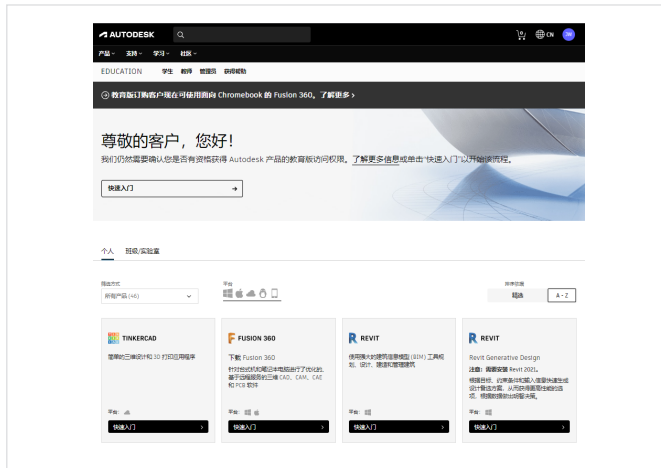 AUTODESK
CN
产品 支持 学习 社区
EDUCATION 学生 教师 管理员 获得帮助
教育版订购客户现在可使用面向 Chromebook 的 Fusion 360。了解更多 >
尊敬的客户，您好！
我们仍然需要确认您是否有资格获得 Autodesk 产品的教育版访问权限。了解更多信息或单击“快速入门”以开始该流程。
快速入门 →
个人 班级/实验室
筛选方式 平台 排序依据
所有产品 (46) 精选 A - Z
TINKERCAD
简单的三维设计和 3D 打印应用程序
平台:
快速入门 >
FUSION 360
下载 Fusion 360
针对台式机和笔记本电脑进行了优化的、
基于远程服务的三维 CAD、CAM、CAE
和 PCB 软件
平台:
快速入门 >
REVIT
使用强大的建筑信息模型 (BIM) 工具规
划、设计、建造和管理建筑
平台:
快速入门 >
REVIT
Revit Generative Design
注意：需要安装 Revit 2021。
根据目标、约束条件和输入信息快速生成
设计备选方案，从而获得更高性能的选
项，根据数据做出明智决策。
平台:
快速入门 >